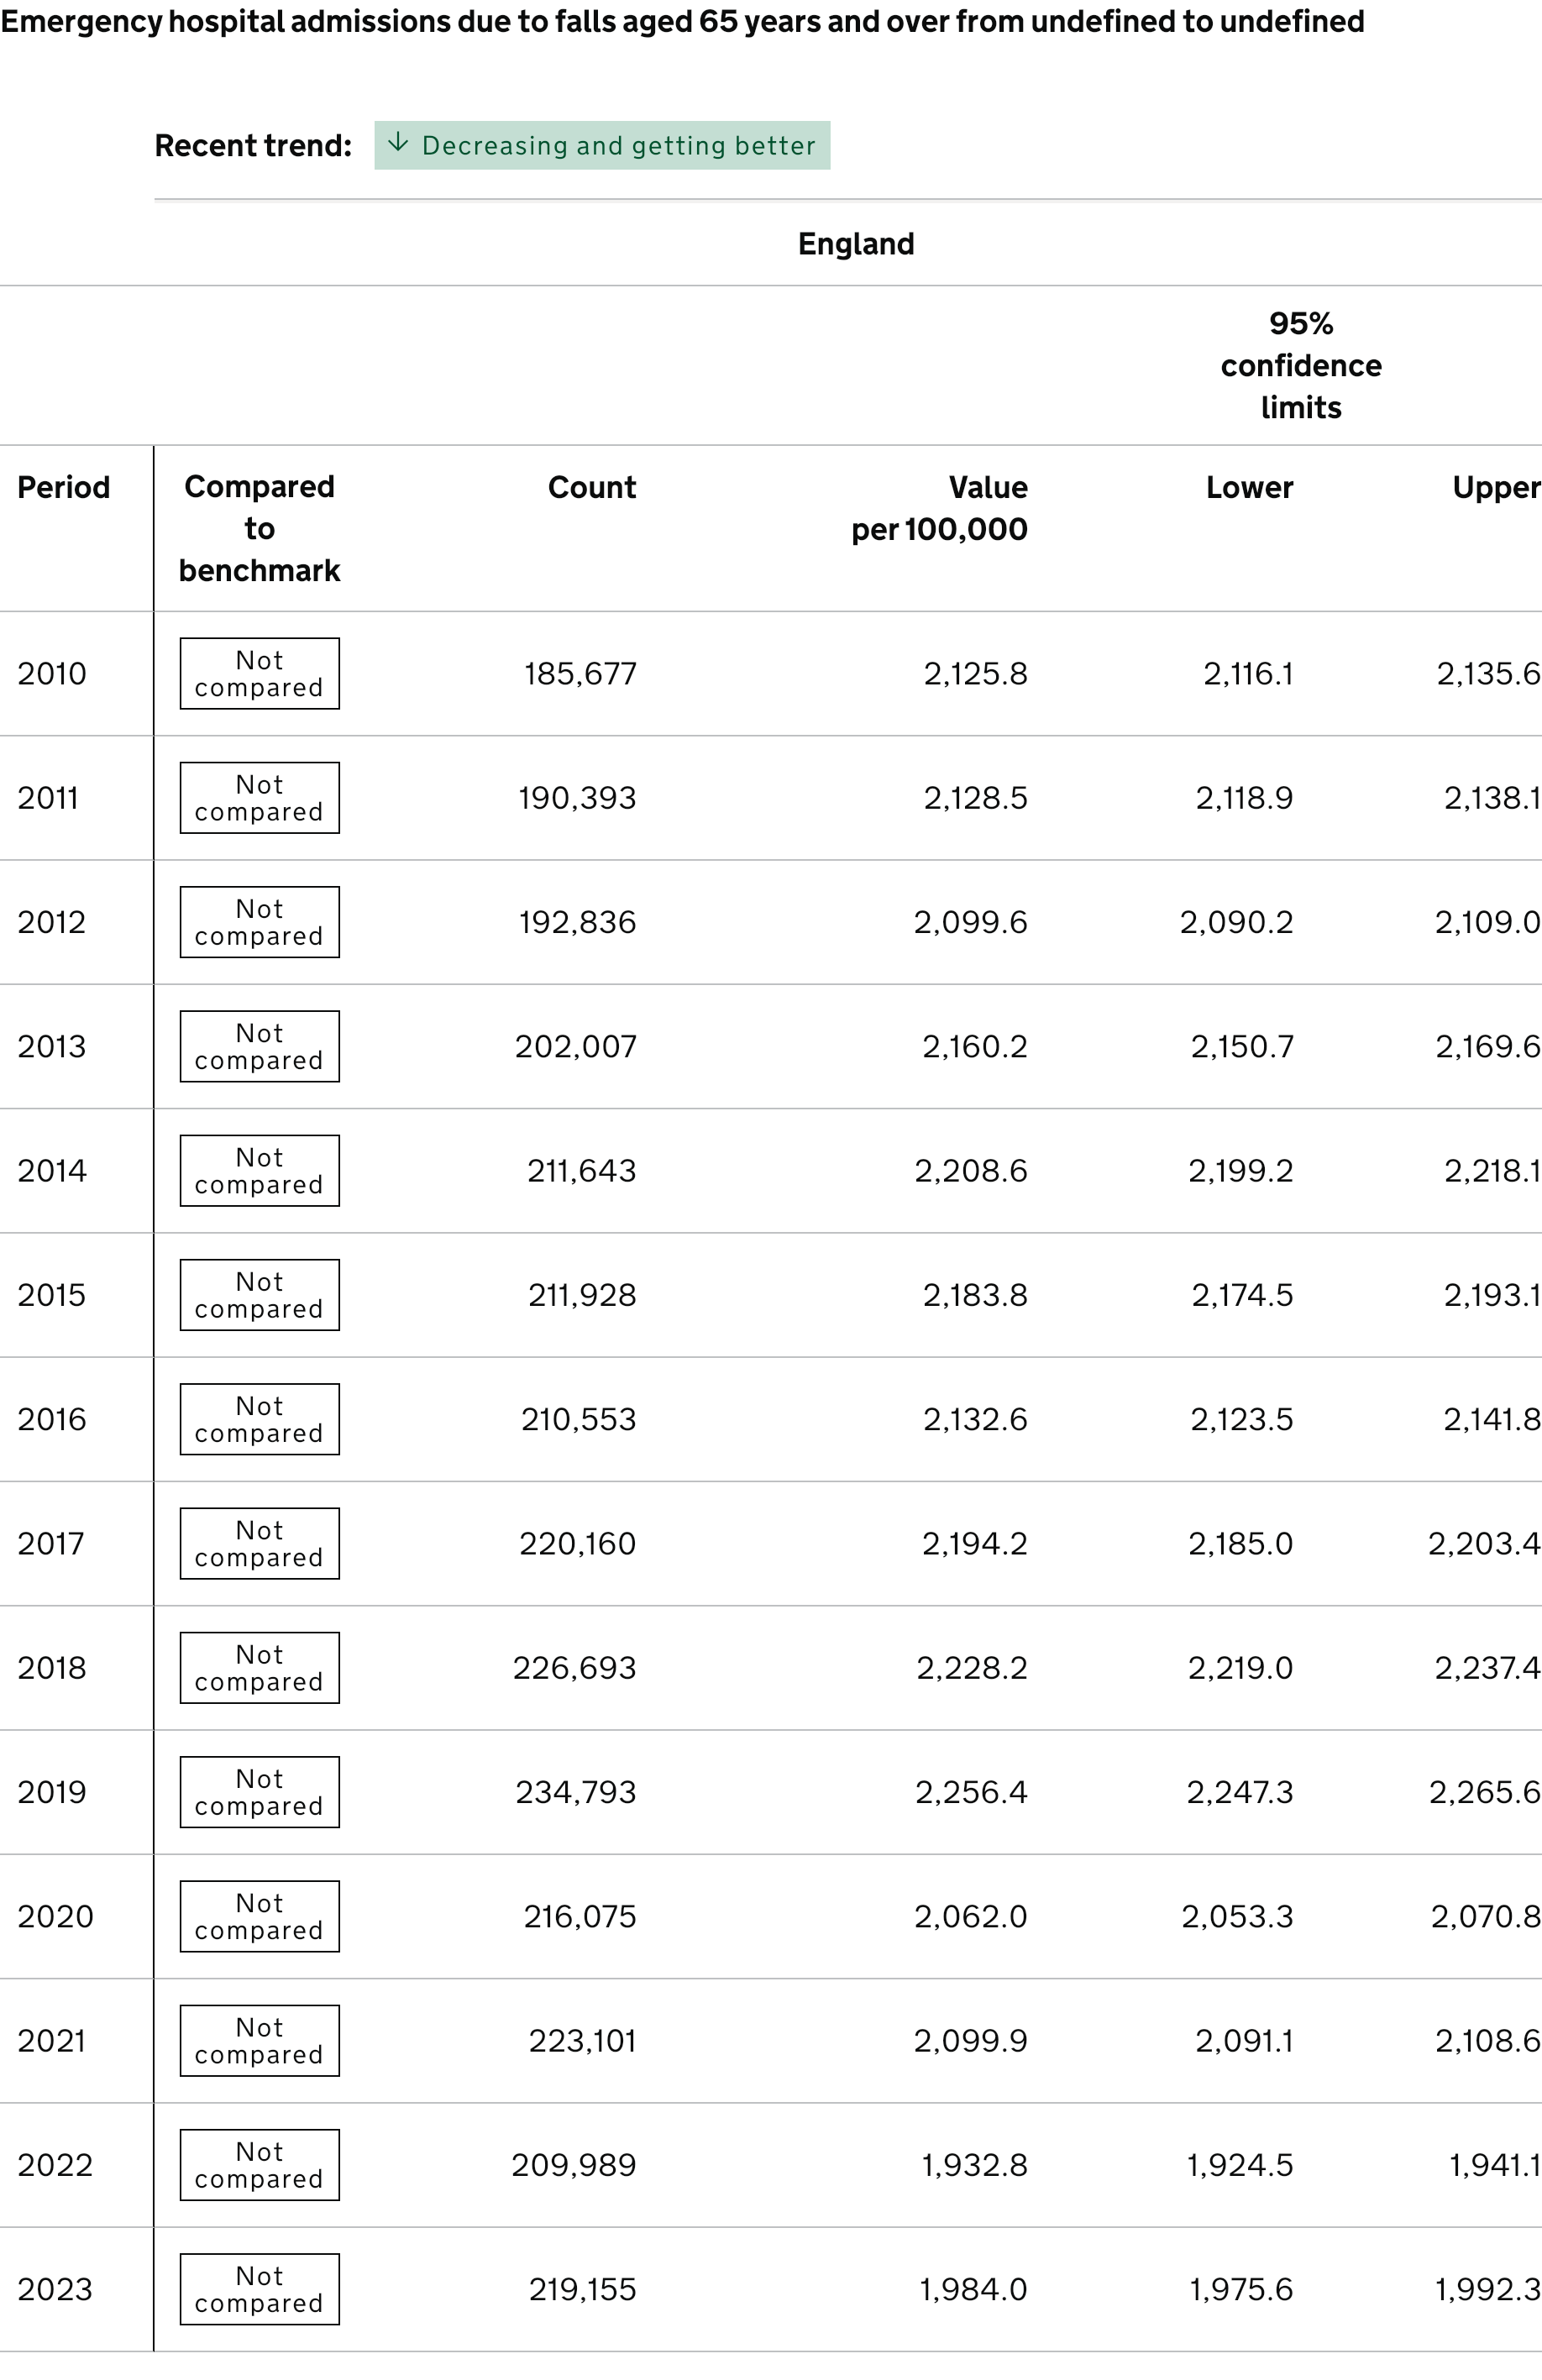 Emergency hospital admissions due to falls aged 65 years and over from undefined to undefined
Recent trend: ↓ Decreasing and getting better
England
95%
confidence
limits
Period Compared Count Value Lower Upper
to per 100,000
benchmark
2010 Not compared 185,677 2,125.8 2,116.1 2,135.6
2011 Not compared 190,393 2,128.5 2,118.9 2,138.1
2012 Not compared 192,836 2,099.6 2,090.2 2,109.0
2013 Not compared 202,007 2,160.2 2,150.7 2,169.6
2014 Not compared 211,643 2,208.6 2,199.2 2,218.1
2015 Not compared 211,928 2,183.8 2,174.5 2,193.1
2016 Not compared 210,553 2,132.6 2,123.5 2,141.8
2017 Not compared 220,160 2,194.2 2,185.0 2,203.4
2018 Not compared 226,693 2,228.2 2,219.0 2,237.4
2019 Not compared 234,793 2,256.4 2,247.3 2,265.6
2020 Not compared 216,075 2,062.0 2,053.3 2,070.8
2021 Not compared 223,101 2,099.9 2,091.1 2,108.6
2022 Not compared 209,989 1,932.8 1,924.5 1,941.1
2023 Not compared 219,155 1,984.0 1,975.6 1,992.3